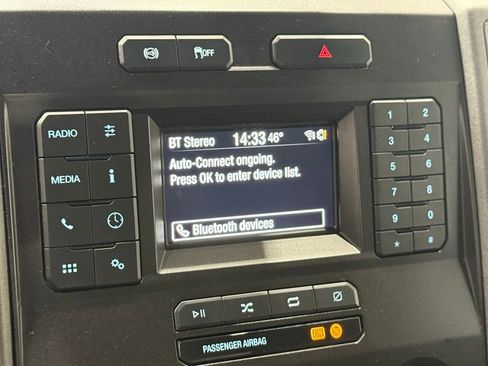 OFF
RADIO
MEDIA
BT Stereo 14:33 46°
Auto-Connect ongoing.
Press OK to enter device list.
Bluetooth devices
1 2
3 4
5 6
7 8
9 0
* #
PASSENGER AIRBAG